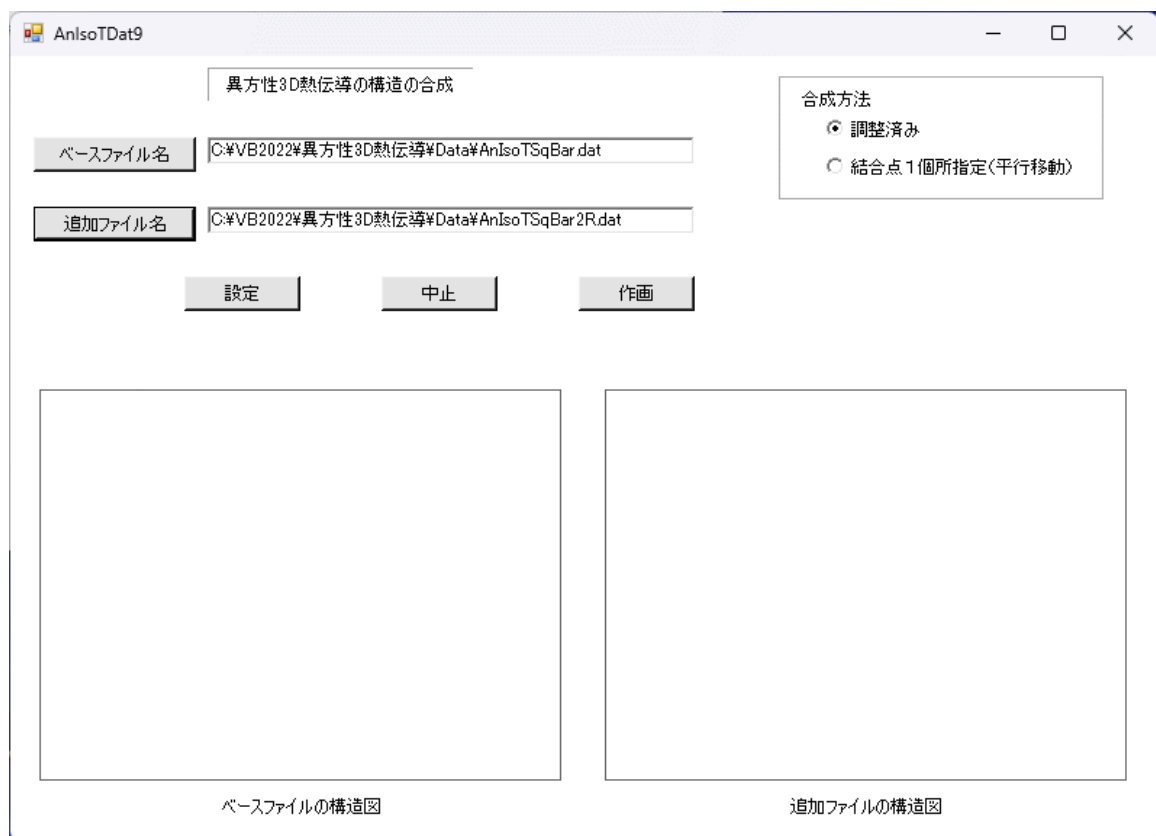 AnIsoTDat9
異方性3D熱伝導の構造の合成
合成方法
調整済み
結合点１個所指定(平行移動)
ベースファイル名
C:¥VB2022¥異方性3D熱伝導¥Data¥AnIsoTSqBar.dat
追加ファイル名
C:¥VB2022¥異方性3D熱伝導¥Data¥AnIsoTSqBar2R.dat
設定
中止
作画
ベースファイルの構造図
追加ファイルの構造図